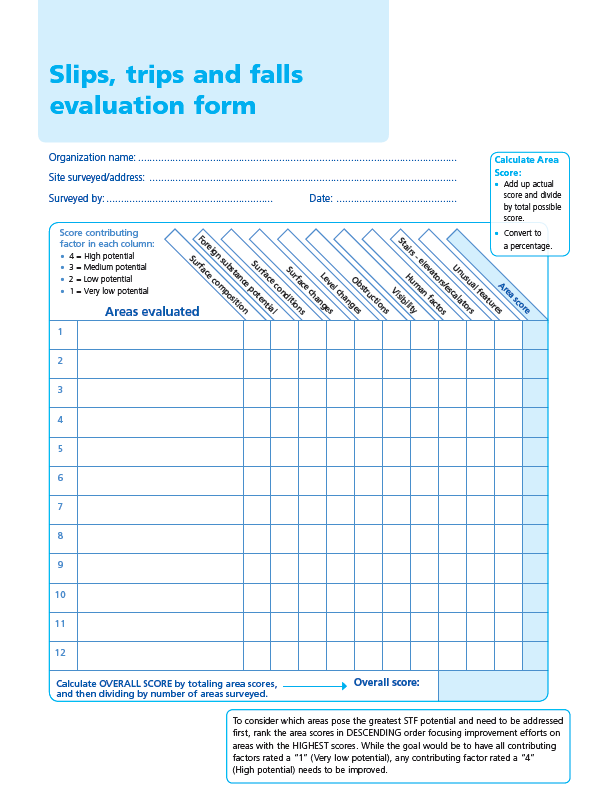 Slips, trips and falls
evaluation form
Organization name: ..........................................................................................................
Site surveyed/address: ......................................................................................................
Surveyed by: ........................................................
Date: .........................................
Calculate Area
Score:
• Add up actual
score and divide
by total possible
score.
• Convert to
a percentage.
Score contributing
factor in each column:
• 4 = High potential
• 3 = Medium potential
• 2 = Low potential
• 1 = Very low potential
Areas evaluated
Surface composition
Foreign substance potential
Surface conditions
Surface changes
Level changes
Obstructions
Visibility
Human factos
Stairs - elevators/escalators
Unusual features
Area score
1
2
3
4
5
6
7
8
9
10
11
12
Calculate OVERALL SCORE by totaling area scores,
and then dividing by number of areas surveyed.
Overall score:
To consider which areas pose the greatest STF potential and need to be addressed
first, rank the area scores in DESCENDING order focusing improvement efforts on
areas with the HIGHEST scores. While the goal would to be have all contributing
factors rated a "1" (Very low potential), any contributing factor rated a "4"
(High potential) needs to be improved.